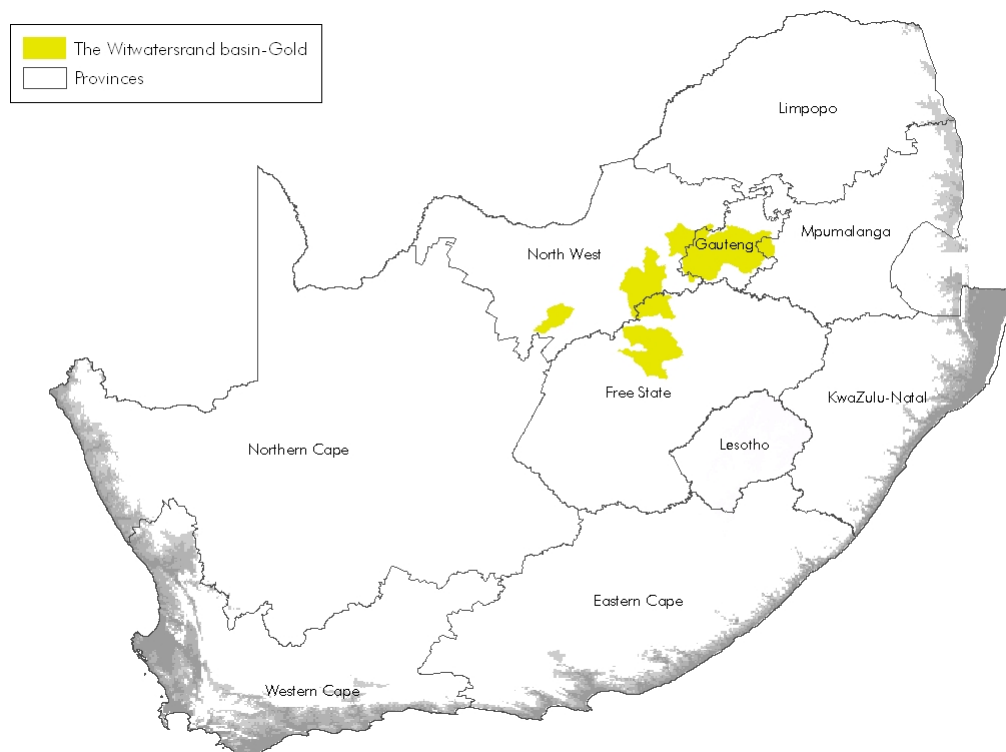 The Witwatersrand basin-Gold
Provinces
Limpopo
Mpumalanga
Gauteng
North West
Free State
KwaZulu-Natal
Lesotho
Northern Cape
Eastern Cape
Western Cape